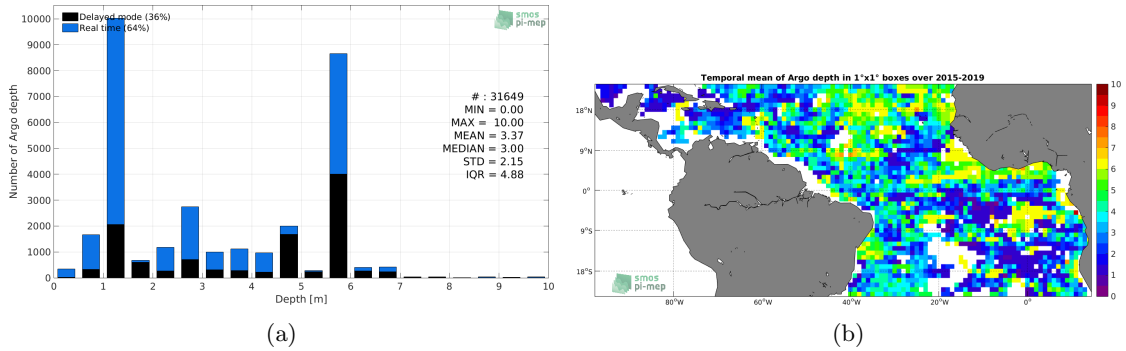 Delayed mode (36%)
Real time (64%)
smos
pi-mep
10000
9000
8000
7000
6000
5000
4000
3000
2000
1000
0
Number of Argo depth
# : 31649
MIN = 0.00
MAX = 10.00
MEAN = 3.37
MEDIAN = 3.00
STD = 2.15
IQR = 4.88
0 1 2 3 4 5 6 7 8 9 10
Depth [m]
(a)
Temporal mean of Argo depth in 1°x1° boxes over 2015-2019
18°N
9°N
0°
9°S
18°S
80°W 60°W 40°W 20°W 0°
smos
pi-mep
10
9
8
7
6
5
4
3
2
1
0
(b)